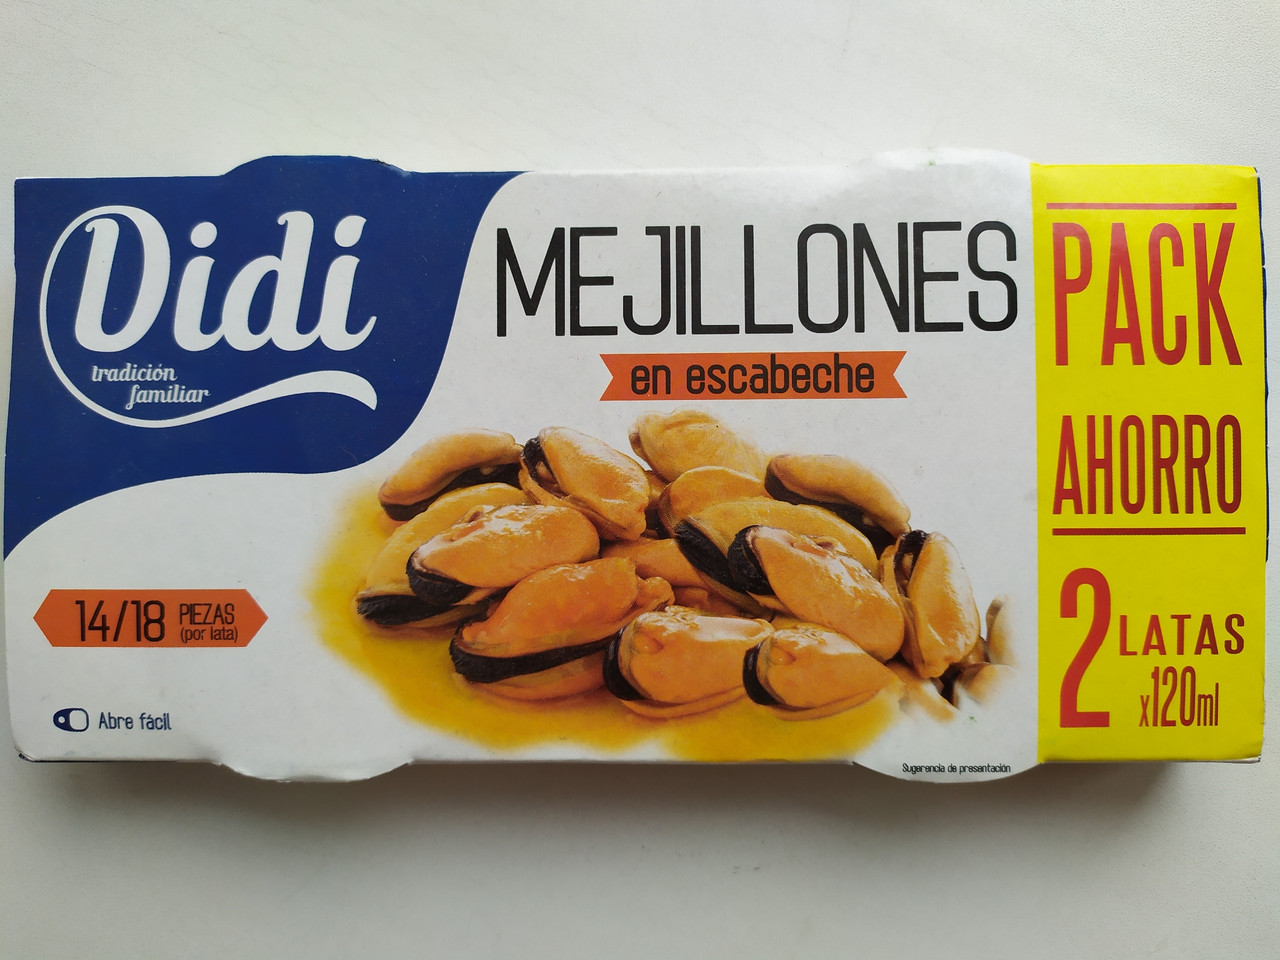 Didi
tradición
familiar
MEJILLONES
en escabeche
14/18 PIEZAS
(por lata)
Abre fácil
Sugerencia de presentación
PACK
AHORRO
2 LATAS
x120ml